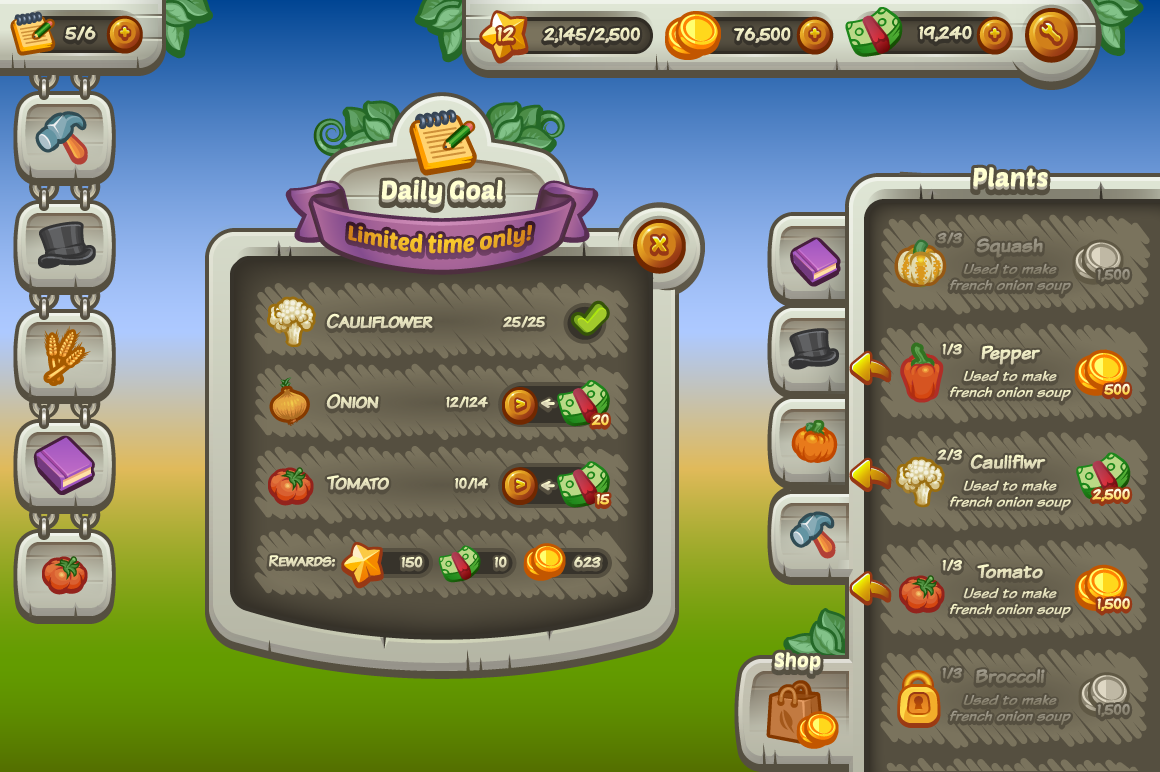 5/6
12
2,145/2,500
76,500
19,240
Daily Goal
Limited time only!
CAULIFLOWER 25/25
ONION 12/124 20
TOMATO 10/14 15
REWARDS: 150 10 623
Plants
3/3 Squash
Used to make
french onion soup
1,500
1/3 Pepper
Used to make
french onion soup
500
2/3 Cauliflwr
Used to make
french onion soup
2,500
1/3 Tomato
Used to make
french onion soup
1,500
1/3 Broccoli
Used to make
french onion soup
1,500
Shop